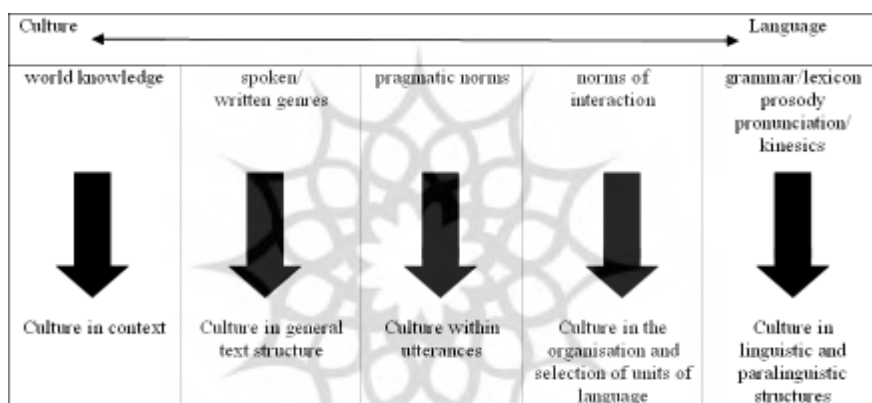 Culture Language
world knowledge
spoken/
written genres
pragmatic norms
norms of
interaction
grammar/lexicon
prosody
pronunciation/
kinesics
Culture in context
Culture in general
text structure
Culture within
utterances
Culture in the
organisation and
selection of units of
language
Culture in
linguistic and
paralinguistic
structures